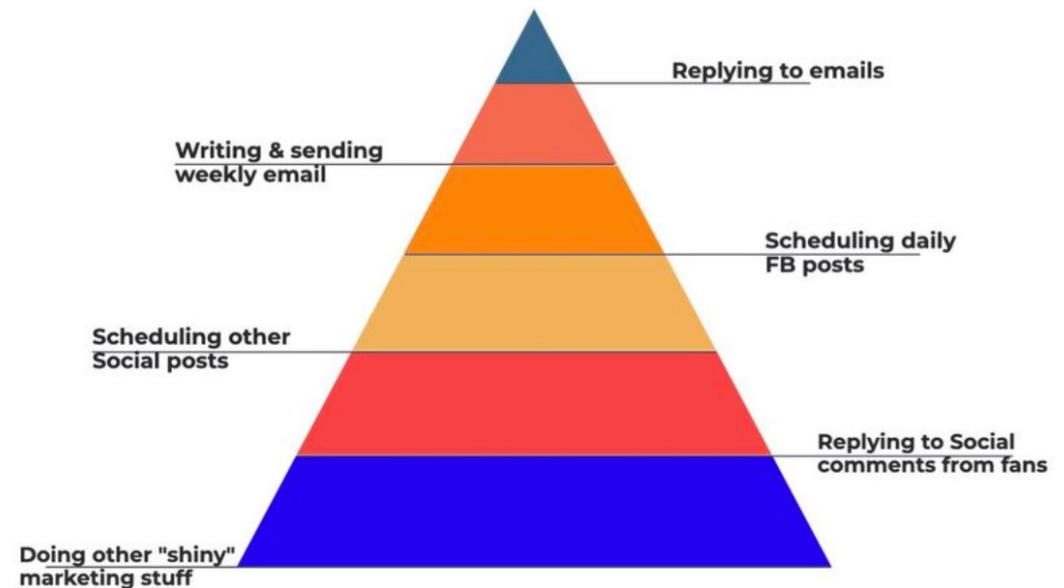 Replying to emails
Writing & sending
weekly email
Scheduling daily
FB posts
Scheduling other
Social posts
Replying to Social
comments from fans
Doing other "shiny"
marketing stuff